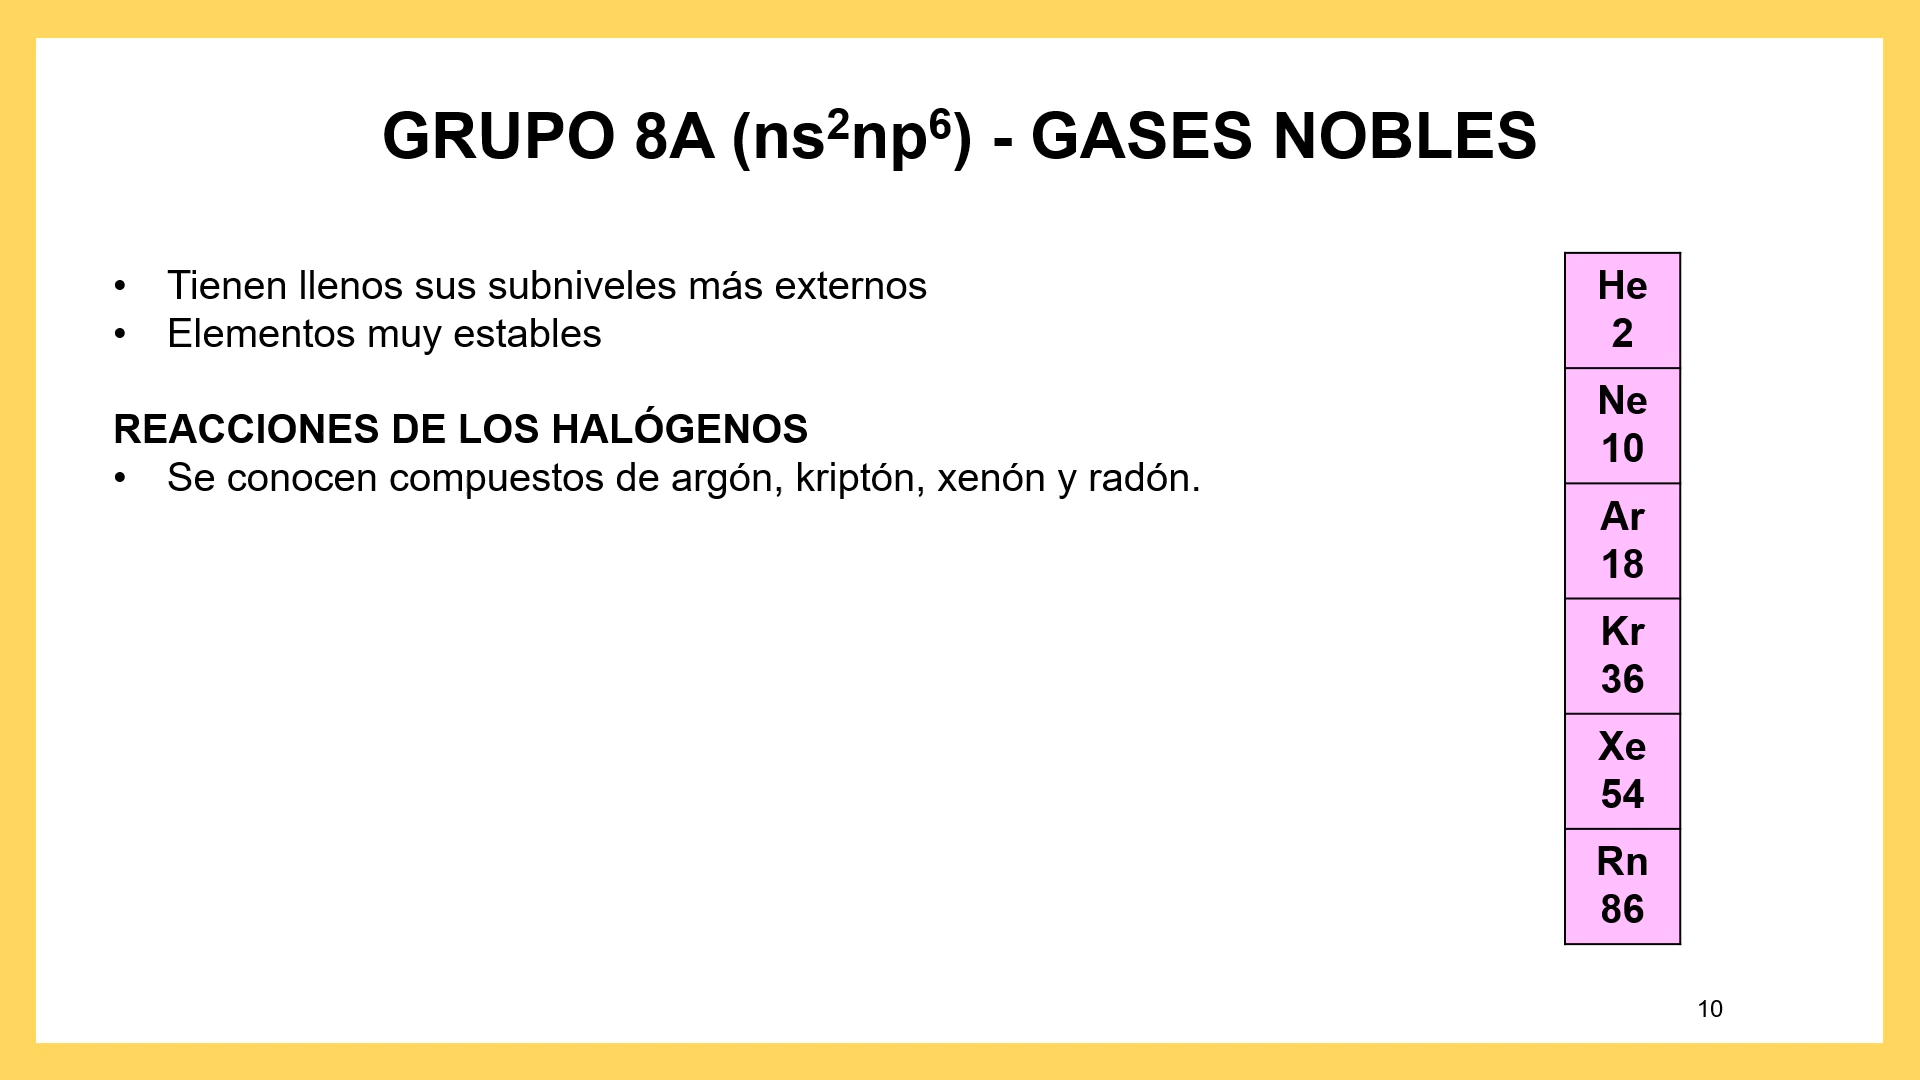 GRUPO 8A (ns²np⁶) - GASES NOBLES
• Tienen llenos sus subniveles más externos
• Elementos muy estables
REACCIONES DE LOS HALÓGENOS
• Se conocen compuestos de argón, kriptón, xenón y radón.
He
2
Ne
10
Ar
18
Kr
36
Xe
54
Rn
86
10